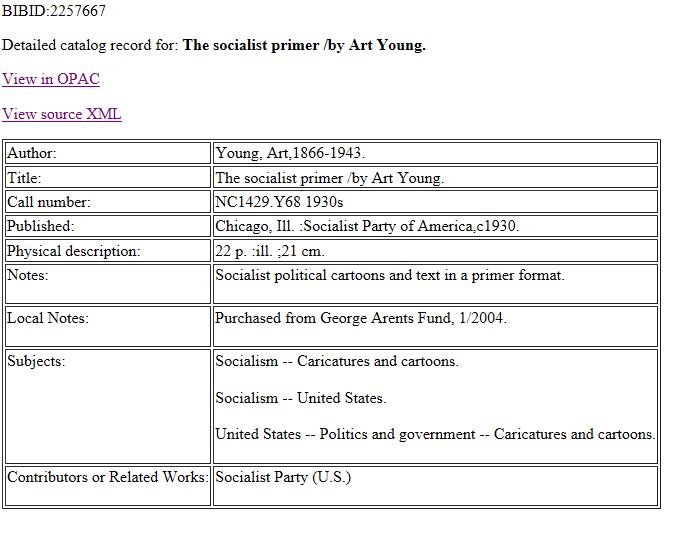 BIBID:2257667
Detailed catalog record for: The socialist primer /by Art Young.
View in OPAC
View source XML
Author: Young, Art,1866-1943.
Title: The socialist primer /by Art Young.
Call number: NC1429.Y68 1930s
Published: Chicago, Ill. :Socialist Party of America,c1930.
Physical description: 22 p. :ill. ;21 cm.
Notes: Socialist political cartoons and text in a primer format.
Local Notes: Purchased from George Arents Fund, 1/2004.
Subjects: Socialism -- Caricatures and cartoons.
Socialism -- United States.
United States -- Politics and government -- Caricatures and cartoons.
Contributors or Related Works: Socialist Party (U.S.)